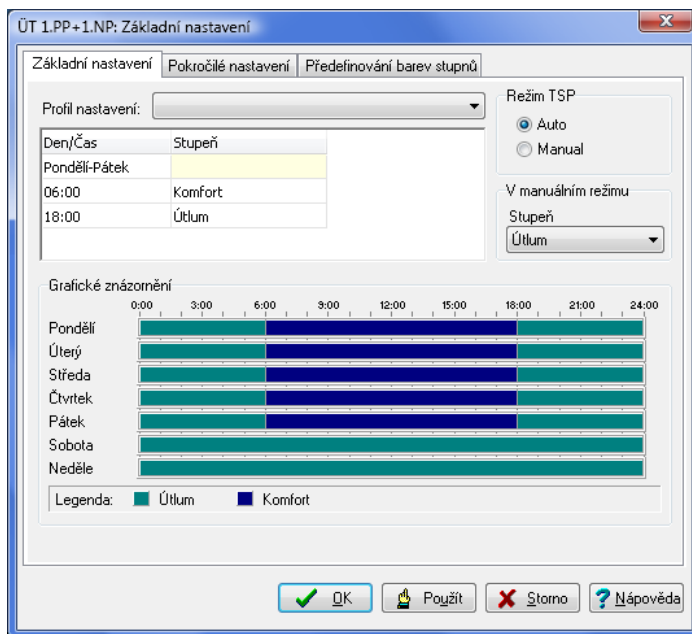 ÜT 1.PP+1.NP: Základní nastavení
Základní nastavení Pokročilé nastavení Předefinování barev stupnů
Profil nastavení:
Režim TSP
Auto
Manual
Den/Čas Stupeň
Pondělí-Pátek
06:00 Komfort
18:00 Útlum
V manuálním režimu
Stupeň
Útlum
Grafické znázornění
0:00 3:00 6:00 9:00 12:00 15:00 18:00 21:00 24:00
Pondělí
Úterý
Středa
Čtvrtek
Pátek
Sobota
Neděle
Legenda: Útlum Komfort
OK Použít Storno Nápověda